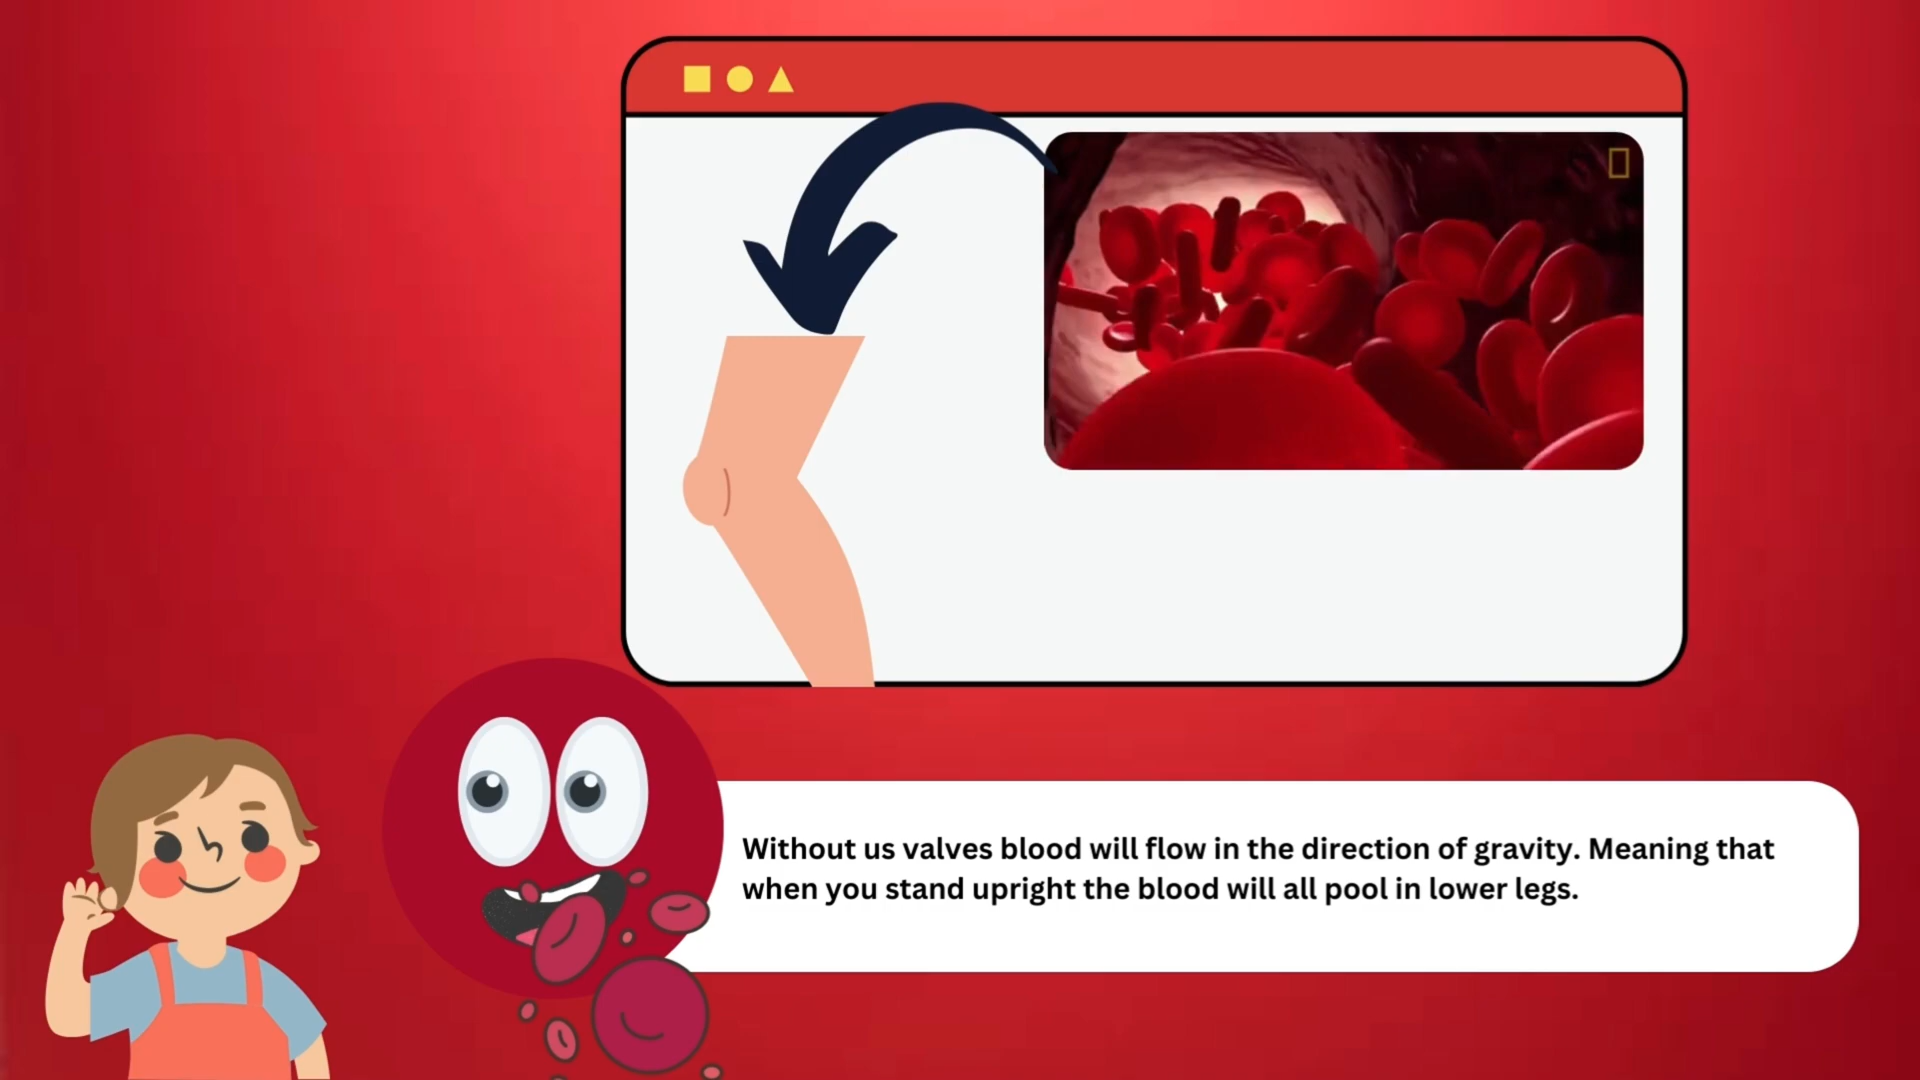 Without us valves blood will flow in the direction of gravity. Meaning that
when you stand upright the blood will all pool in lower legs.